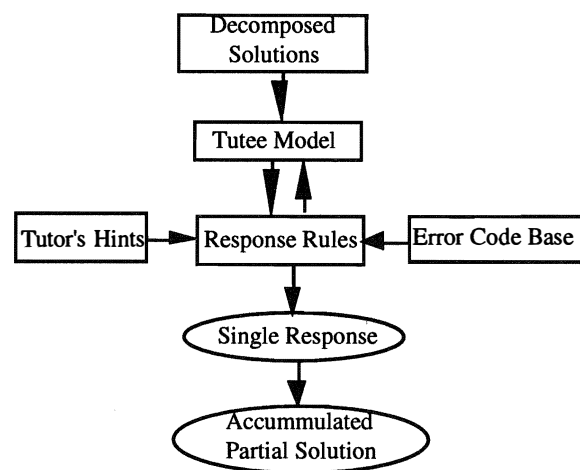 Decomposed
Solutions
Tutee Model
Tutor's Hints
Response Rules
Error Code Base
Single Response
Accummulated
Partial Solution